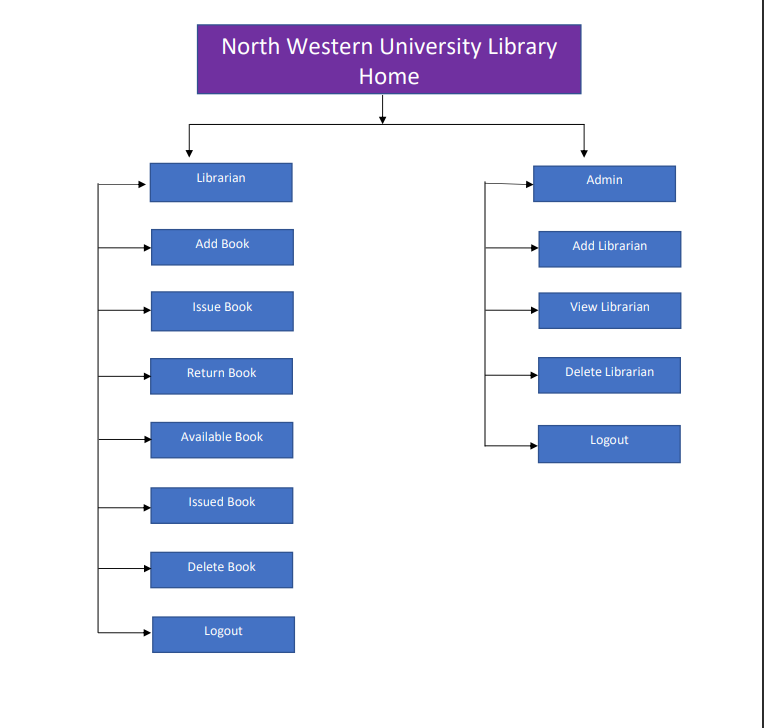 North Western University Library
Home
Librarian
Add Book
Issue Book
Return Book
Available Book
Issued Book
Delete Book
Logout
Admin
Add Librarian
View Librarian
Delete Librarian
Logout